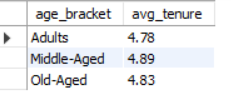 age_bracket avg_tenure
Adults 4.78
Middle-Aged 4.89
Old-Aged 4.83